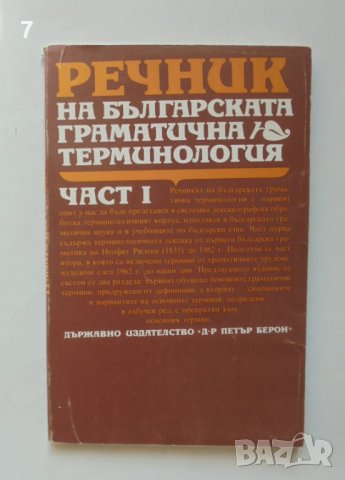 7
РЕЧНИК
НА БЪЛГАРСКАТА
ГРАМАТИЧНА
ТЕРМИНОЛОГИЯ
ЧАСТ I
Речникът на българската грама-
тична терминология е първият
опит у нас да бъде представен в системна лексикографска обра-
ботка терминологичният корпус, използван в българската грама-
тична наука и в учебниците по български език. Част първа
съдържа терминологичната лексика от първата българска гра-
матика на Неофит Рилски (1835) до 1962 г. Подготвя се част
втора, в която са включени термини от граматичните трудове,
издадени след 1962 г. до наши дни. Предлаганото издание се
състои от два раздела. Първият обхваща основните граматични
термини, придружени от дефиниции, а вторият – синонимите
и вариантите на основните термини, подредени
в азбучен ред, с препратки към
основния термин.
ДЪРЖАВНО ИЗДАТЕЛСТВО «Д-Р ПЕТЪР БЕРОН»
BAZAR